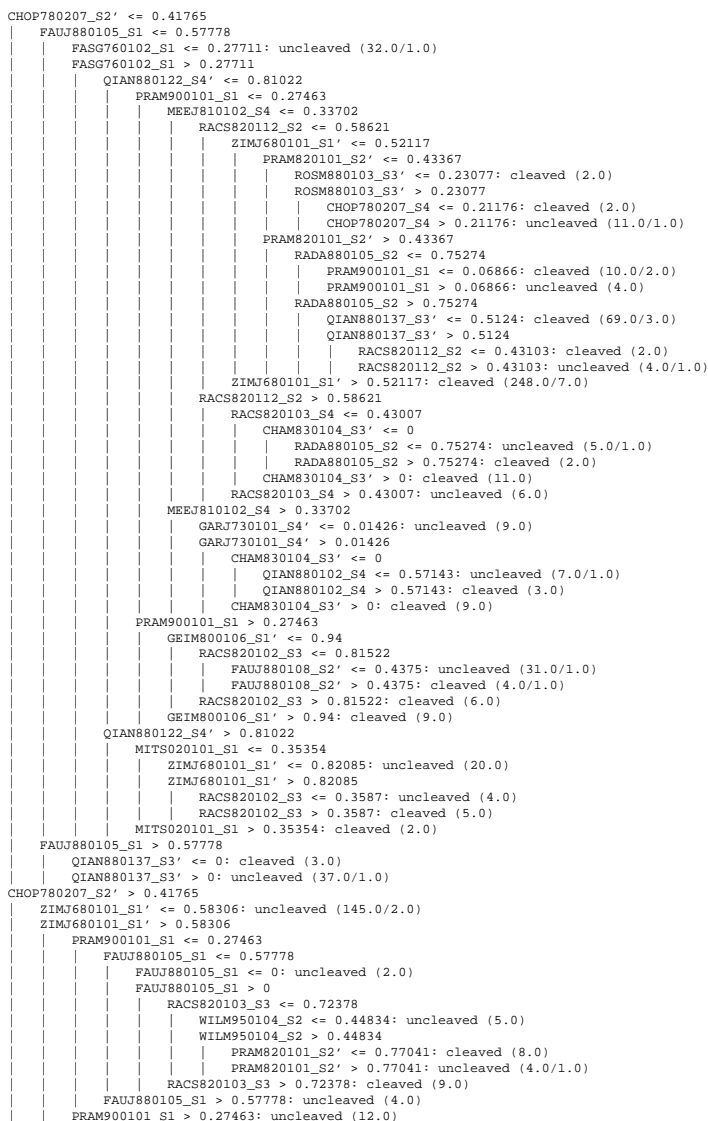 CHOP780207_S2′ <= 0.41765
|   FAUJ880105_S1 <= 0.57778
|   |   FASG760102_S1 <= 0.27711: uncleaved (32.0/1.0)
|   |   FASG760102_S1 > 0.27711
|   |   |   QIAN880122_S4′ <= 0.81022
|   |   |   |   PRAM900101_S1 <= 0.27463
|   |   |   |   |   MEEJ810102_S4 <= 0.33702
|   |   |   |   |   |   RACS820112_S2 <= 0.58621
|   |   |   |   |   |   |   ZIMJ680101_S1′ <= 0.52117
|   |   |   |   |   |   |   |   PRAM820101_S2′ <= 0.43367
|   |   |   |   |   |   |   |   |   ROSM880103_S3′ <= 0.23077: cleaved (2.0)
|   |   |   |   |   |   |   |   |   ROSM880103_S3′ > 0.23077
|   |   |   |   |   |   |   |   |   |   CHOP780207_S4 <= 0.21176: cleaved (2.0)
|   |   |   |   |   |   |   |   |   |   CHOP780207_S4 > 0.21176: uncleaved (11.0/1.0)
|   |   |   |   |   |   |   |   PRAM820101_S2′ > 0.43367
|   |   |   |   |   |   |   |   |   RADA880105_S2 <= 0.75274
|   |   |   |   |   |   |   |   |   |   PRAM900101_S1 <= 0.06866: cleaved (10.0/2.0)
|   |   |   |   |   |   |   |   |   |   PRAM900101_S1 > 0.06866: uncleaved (4.0)
|   |   |   |   |   |   |   |   |   RADA880105_S2 > 0.75274
|   |   |   |   |   |   |   |   |   |   QIAN880137_S3′ <= 0.5124: cleaved (69.0/3.0)
|   |   |   |   |   |   |   |   |   |   QIAN880137_S3′ > 0.5124
|   |   |   |   |   |   |   |   |   |   |   RACS820112_S2 <= 0.43103: cleaved (2.0)
|   |   |   |   |   |   |   |   |   |   |   RACS820112_S2 > 0.43103: uncleaved (4.0/1.0)
|   |   |   |   |   |   |   ZIMJ680101_S1′ > 0.52117: cleaved (248.0/7.0)
|   |   |   |   |   |   RACS820112_S2 > 0.58621
|   |   |   |   |   |   |   RACS820103_S4 <= 0.43007
|   |   |   |   |   |   |   |   CHAM830104_S3′ <= 0
|   |   |   |   |   |   |   |   |   RADA880105_S2 <= 0.75274: uncleaved (5.0/1.0)
|   |   |   |   |   |   |   |   |   RADA880105_S2 > 0.75274: cleaved (2.0)
|   |   |   |   |   |   |   |   CHAM830104_S3′ > 0: cleaved (11.0)
|   |   |   |   |   |   |   RACS820103_S4 > 0.43007: uncleaved (6.0)
|   |   |   |   |   MEEJ810102_S4 > 0.33702
|   |   |   |   |   |   GARJ730101_S4′ <= 0.01426: uncleaved (9.0)
|   |   |   |   |   |   GARJ730101_S4′ > 0.01426
|   |   |   |   |   |   |   CHAM830104_S3′ <= 0
|   |   |   |   |   |   |   |   QIAN880102_S4 <= 0.57143: uncleaved (7.0/1.0)
|   |   |   |   |   |   |   |   QIAN880102_S4 > 0.57143: cleaved (3.0)
|   |   |   |   |   |   |   CHAM830104_S3′ > 0: cleaved (9.0)
|   |   |   |   PRAM900101_S1 > 0.27463
|   |   |   |   |   GEIM800106_S1′ <= 0.94
|   |   |   |   |   |   RACS820102_S3 <= 0.81522
|   |   |   |   |   |   |   FAUJ880108_S2′ <= 0.4375: uncleaved (31.0/1.0)
|   |   |   |   |   |   |   FAUJ880108_S2′ > 0.4375: cleaved (4.0/1.0)
|   |   |   |   |   |   RACS820102_S3 > 0.81522: cleaved (6.0)
|   |   |   |   |   GEIM800106_S1′ > 0.94: cleaved (9.0)
|   |   |   QIAN880122_S4′ > 0.81022
|   |   |   |   MITS020101_S1 <= 0.35354
|   |   |   |   |   ZIMJ680101_S1′ <= 0.82085: uncleaved (20.0)
|   |   |   |   |   ZIMJ680101_S1′ > 0.82085
|   |   |   |   |   |   RACS820102_S3 <= 0.3587: uncleaved (4.0)
|   |   |   |   |   |   RACS820102_S3 > 0.3587: cleaved (5.0)
|   |   |   |   MITS020101_S1 > 0.35354: cleaved (2.0)
|   FAUJ880105_S1 > 0.57778
|   |   QIAN880137_S3′ <= 0: cleaved (3.0)
|   |   QIAN880137_S3′ > 0: uncleaved (37.0/1.0)
CHOP780207_S2′ > 0.41765
|   ZIMJ680101_S1′ <= 0.58306: uncleaved (145.0/2.0)
|   ZIMJ680101_S1′ > 0.58306
|   |   PRAM900101_S1 <= 0.27463
|   |   |   FAUJ880105_S1 <= 0.57778
|   |   |   |   FAUJ880105_S1 <= 0: uncleaved (2.0)
|   |   |   |   FAUJ880105_S1 > 0
|   |   |   |   |   RACS820103_S3 <= 0.72378
|   |   |   |   |   |   WILM950104_S2 <= 0.44834: uncleaved (5.0)
|   |   |   |   |   |   WILM950104_S2 > 0.44834
|   |   |   |   |   |   |   PRAM820101_S2′ <= 0.77041: cleaved (8.0)
|   |   |   |   |   |   |   PRAM820101_S2′ > 0.77041: uncleaved (4.0/1.0)
|   |   |   |   |   RACS820103_S3 > 0.72378: cleaved (9.0)
|   |   |   FAUJ880105_S1 > 0.57778: uncleaved (4.0)
|   |   PRAM900101_S1 > 0.27463: uncleaved (12.0)